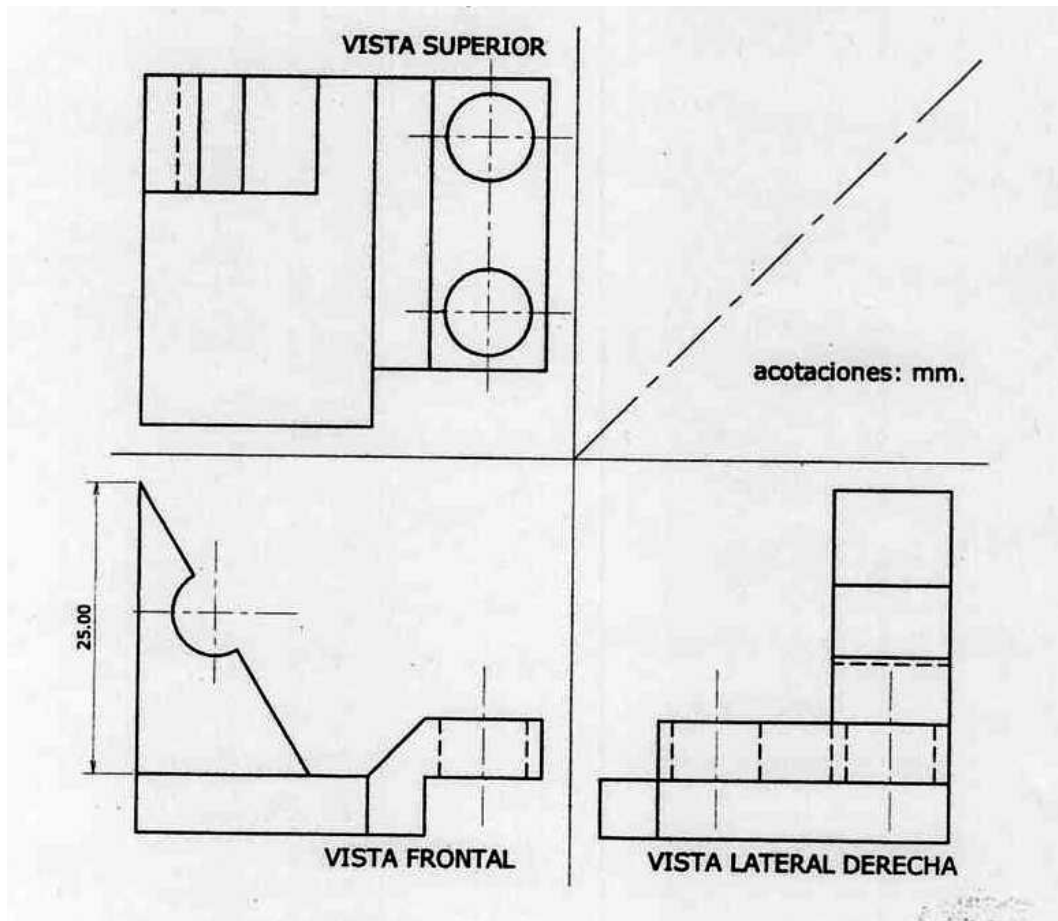 VISTA SUPERIOR
acotaciones: mm.
25.00
VISTA FRONTAL
VISTA LATERAL DERECHA